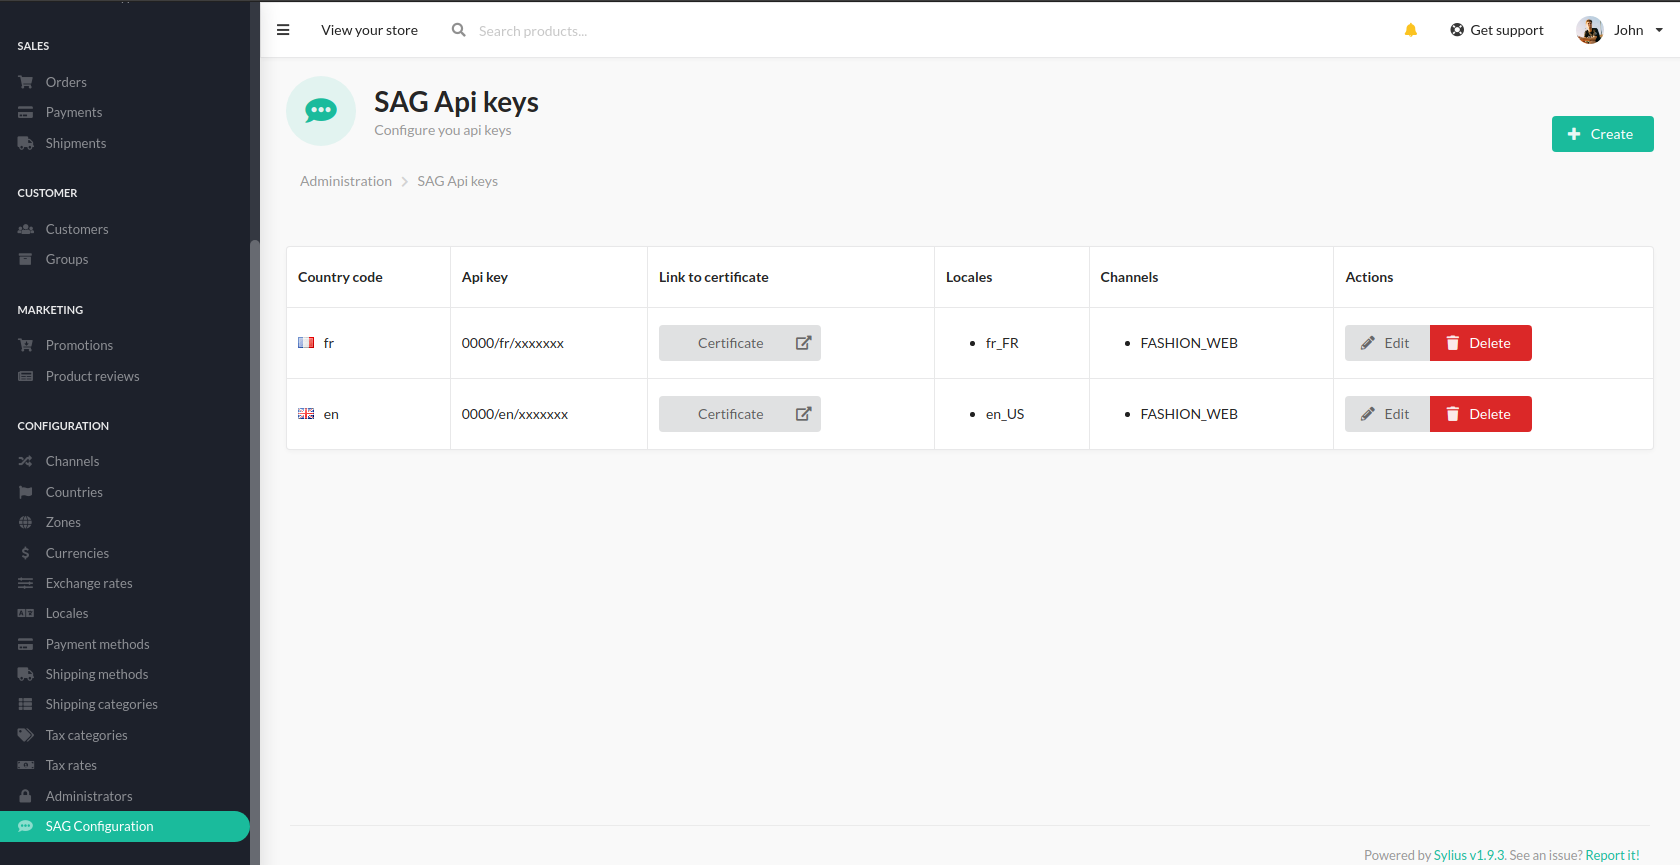 SALES
Orders
Payments
Shipments
CUSTOMER
Customers
Groups
MARKETING
Promotions
Product reviews
CONFIGURATION
Channels
Countries
Zones
Currencies
Exchange rates
Locales
Payment methods
Shipping methods
Shipping categories
Tax categories
Tax rates
Administrators
SAG Configuration
View your store Search products... Get support John
SAG Api keys
Configure you api keys
Create
Administration SAG Api keys
Country code Api key Link to certificate Locales Channels Actions
fr 0000/fr/xxxxxxx Certificate • fr_FR • FASHION_WEB Edit Delete
en 0000/en/xxxxxxx Certificate • en_US • FASHION_WEB Edit Delete
Powered by Sylius v1.9.3. See an issue? Report it!